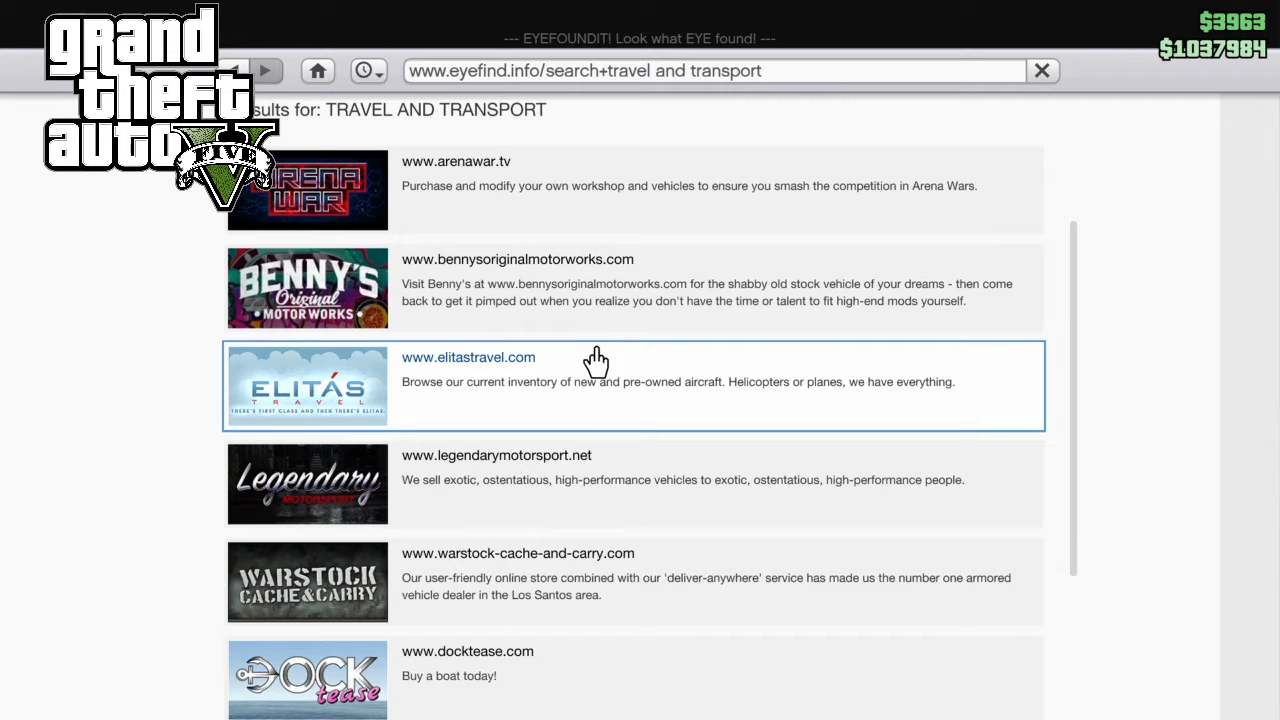 grand
theft
auto
V
FIVE
$3963
$1037984
--- EYEFOUNDIT! Look what EYE found! ---
www.eyefind.info/search+travel and transport
sults for: TRAVEL AND TRANSPORT
ARENA
WAR
www.arenawar.tv
Purchase and modify your own workshop and vehicles to ensure you smash the competition in Arena Wars.
BENNY'S
Original
• MOTOR WORKS •
www.bennysoriginalmotorworks.com
Visit Benny's at www.bennysoriginalmotorworks.com for the shabby old stock vehicle of your dreams - then come
back to get it pimped out when you realize you don't have the time or talent to fit high-end mods yourself.
ELITÁS
TRAVEL
THERE'S FIRST CLASS AND THEN THERE'S ELITAS.
www.elitastravel.com
Browse our current inventory of new and pre-owned aircraft. Helicopters or planes, we have everything.
Legendary
MOTORSPORT
www.legendarymotorsport.net
We sell exotic, ostentatious, high-performance vehicles to exotic, ostentatious, high-performance people.
WARSTOCK
CACHE&CARRY
www.warstock-cache-and-carry.com
Our user-friendly online store combined with our 'deliver-anywhere' service has made us the number one armored
vehicle dealer in the Los Santos area.
DOCK
tease
www.docktease.com
Buy a boat today!